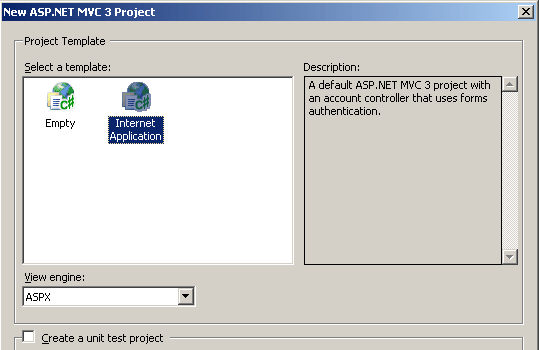 New ASP.NET MVC 3 Project
Project Template
Select a template:
Empty
Internet
Application
Description:
A default ASP.NET MVC 3 project with
an account controller that uses forms
authentication.
View engine:
ASPX
Create a unit test project